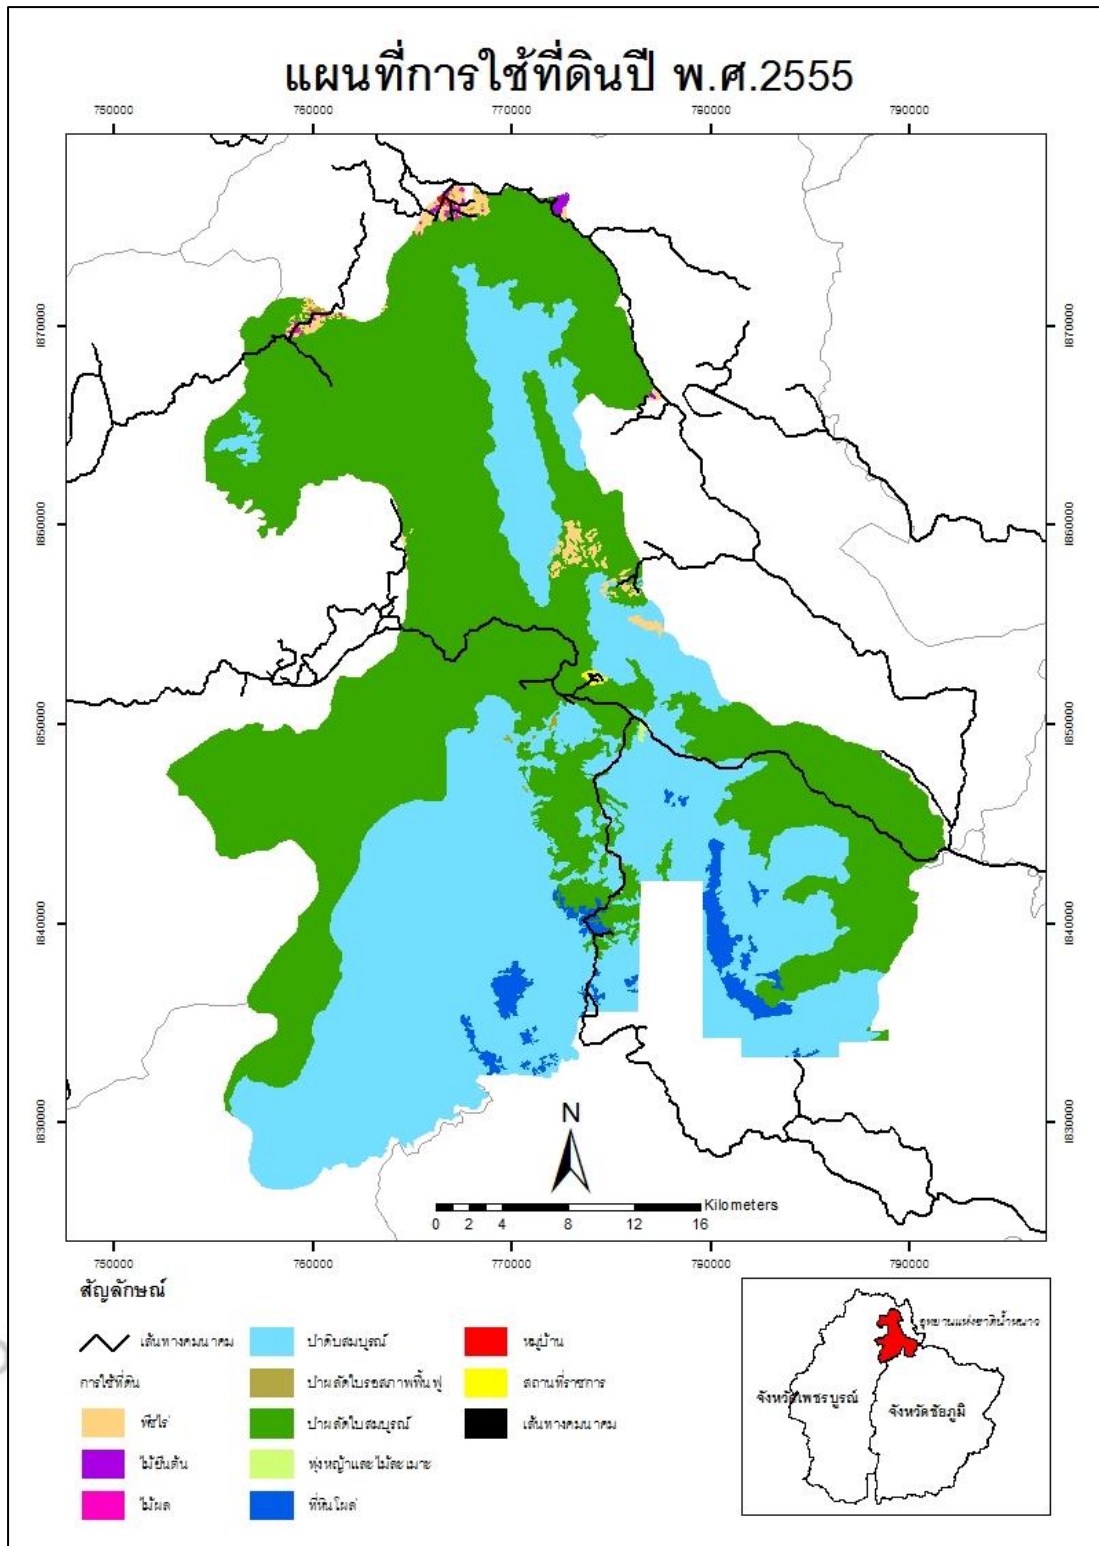 แผนที่การใช้ที่ดินปี พ.ศ.2555
750000 760000 770000 780000 790000
1870000 1870000
1860000 1860000
1850000 1850000
1840000 1840000
1830000 1830000
N
Kilometers
0 2 4 8 12 16
750000 760000 770000 780000 790000
สัญลักษณ์
เส้นทางคมนาคม
การใช้ที่ดิน
พืชไร่
ไม้ยืนต้น
ไม้ผล
ป่าดิบสมบูรณ์
ป่าผลัดใบรอสภาพฟื้นฟู
ป่าผลัดใบสมบูรณ์
ทุ่งหญ้าและไม้ละเมาะ
ที่หินโผล่
หมู่บ้าน
สถานที่ราชการ
เส้นทางคมนาคม
อุทยานแห่งชาติน้ำหนาว
จังหวัดเพชรบูรณ์
จังหวัดชัยภูมิ